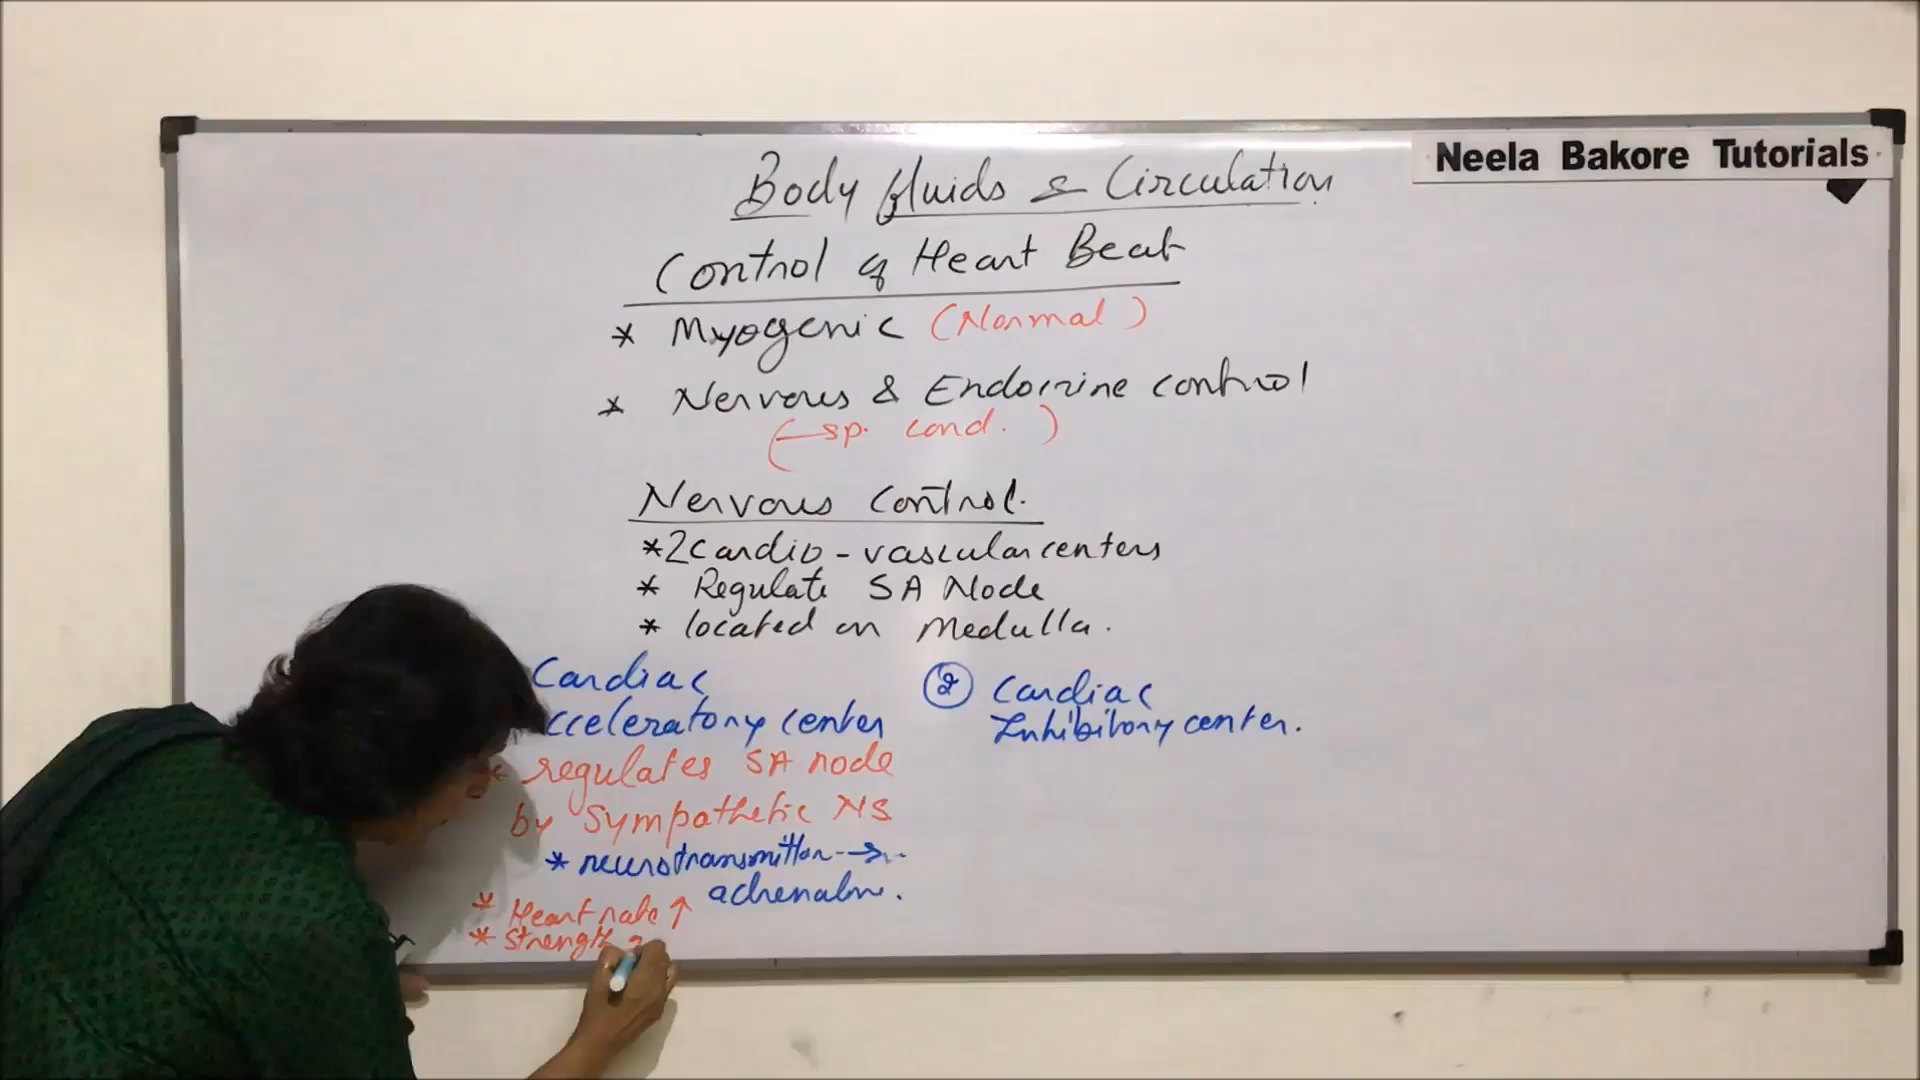 Neela Bakore Tutorials
Body fluids & Circulation
Control of Heart Beat
* Myogenic (Normal)
* Nervous & Endocrine control
(sp. cond.)
Nervous Control.
*2 Cardio-vascular centers
* Regulate SA Node
* located in Medulla.
Cardiac
cceleratory center
regulates SA node
by Sympathetic NS
* neurotransmitter →
adrenalin.
* Heart rate ↑
* Strength
② Cardiac
Inhibitory center.